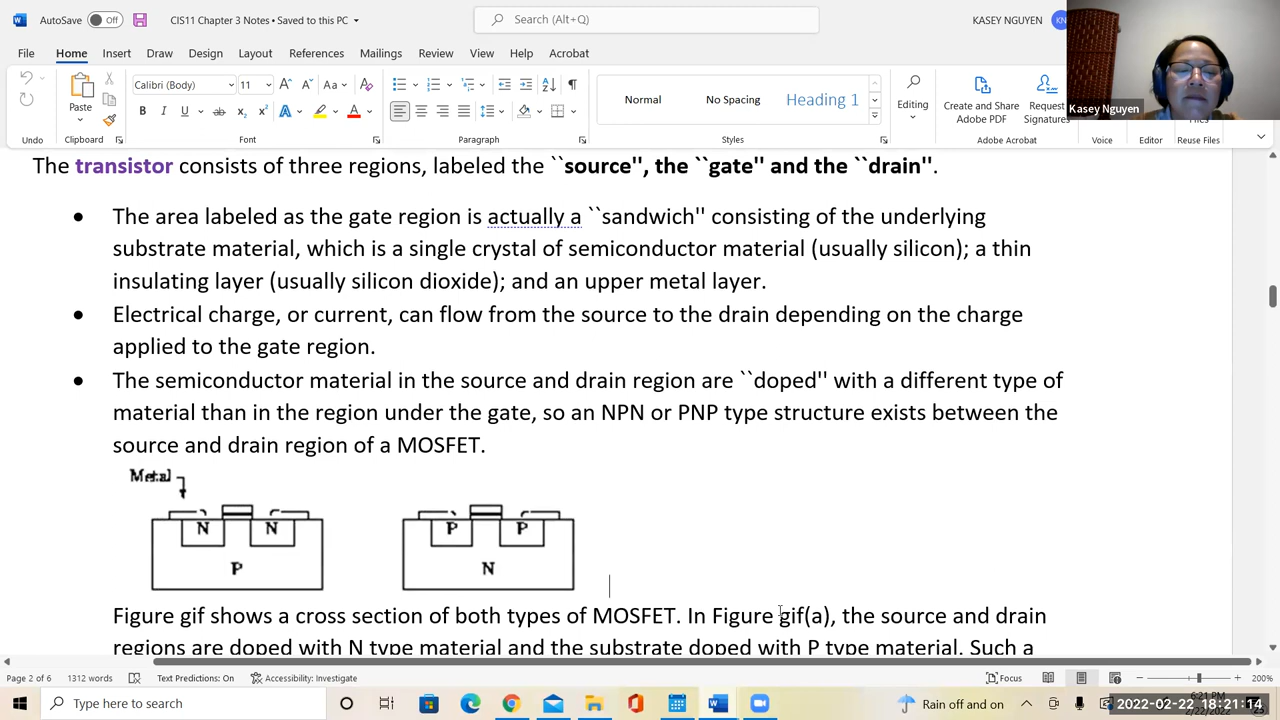 AutoSave Off CIS11 Chapter 3 Notes • Saved to this PC Search (Alt+Q) KASEY NGUYEN KN
File Home Insert Draw Design Layout References Mailings Review View Help Acrobat
Calibri (Body) 11 Aa
Paste
Normal No Spacing Heading 1
Editing
Create and Share Adobe PDF
Request Signatures
Files
Kasey Nguyen
Undo Clipboard Font Paragraph Styles Adobe Acrobat Voice Editor Reuse Files
The transistor consists of three regions, labeled the ``source'', the ``gate'' and the ``drain''.
• The area labeled as the gate region is actually a ``sandwich'' consisting of the underlying
substrate material, which is a single crystal of semiconductor material (usually silicon); a thin
insulating layer (usually silicon dioxide); and an upper metal layer.
• Electrical charge, or current, can flow from the source to the drain depending on the charge
applied to the gate region.
• The semiconductor material in the source and drain region are ``doped'' with a different type of
material than in the region under the gate, so an NPN or PNP type structure exists between the
source and drain region of a MOSFET.
Metal
N N P P
P N
Figure gif shows a cross section of both types of MOSFET. In Figure gif(a), the source and drain
regions are doped with N type material and the substrate doped with P type material. Such a
Page 2 of 6 1312 words Text Predictions: On Accessibility: Investigate Focus 200%
Type here to search Rain off and on 6:21 PM
2022-02-22 18:21:14